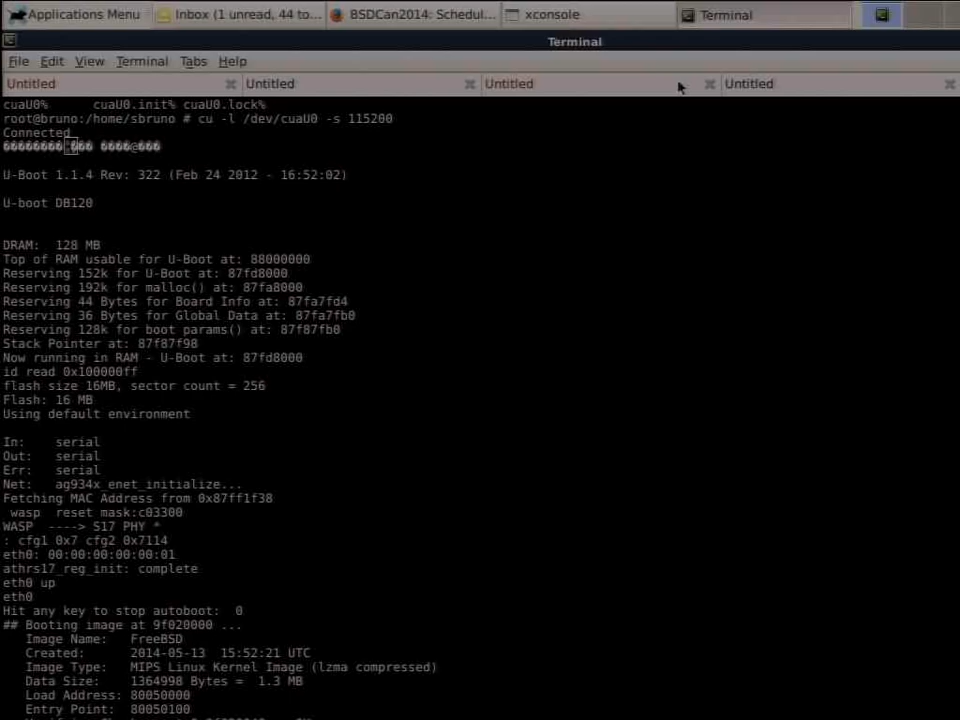 Applications Menu Inbox (1 unread, 44 to... BSDCan2014: Schedul... xconsole Terminal
Terminal
File Edit View Terminal Tabs Help
Untitled Untitled Untitled Untitled
cuaU0% cuaU0.init% cuaU0.lock%
root@bruno:/home/sbruno # cu -l /dev/cuaU0 -s 115200
Connected
U-Boot 1.1.4 Rev: 322 (Feb 24 2012 - 16:52:02)
U-boot DB120
DRAM: 128 MB
Top of RAM usable for U-Boot at: 88000000
Reserving 152k for U-Boot at: 87fd8000
Reserving 192k for malloc() at: 87fa8000
Reserving 44 Bytes for Board Info at: 87fa7fd4
Reserving 36 Bytes for Global Data at: 87fa7fb0
Reserving 128k for boot params() at: 87f87fb0
Stack Pointer at: 87f87f98
Now running in RAM - U-Boot at: 87fd8000
id read 0x100000ff
flash size 16MB, sector count = 256
Flash: 16 MB
Using default environment
In: serial
Out: serial
Err: serial
Net: ag934x_enet_initialize...
Fetching MAC Address from 0x87ff1f38
wasp reset mask:c03300
WASP ----> S17 PHY *
: cfg1 0x7 cfg2 0x7114
eth0: 00:00:00:00:00:01
athrs17_reg_init: complete
eth0 up
eth0
Hit any key to stop autoboot: 0
## Booting image at 9f020000 ...
Image Name: FreeBSD
Created: 2014-05-13 15:52:21 UTC
Image Type: MIPS Linux Kernel Image (lzma compressed)
Data Size: 1364998 Bytes = 1.3 MB
Load Address: 80050000
Entry Point: 80050100